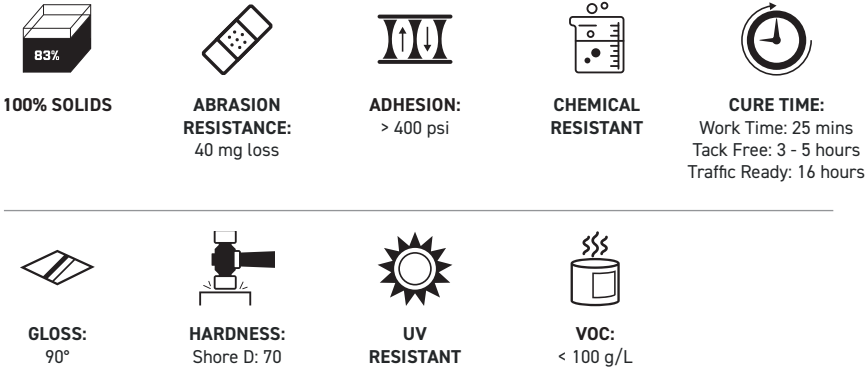 83%
100% SOLIDS
ABRASION
RESISTANCE:
40 mg loss
ADHESION:
> 400 psi
CHEMICAL
RESISTANT
CURE TIME:
Work Time: 25 mins
Tack Free: 3 - 5 hours
Traffic Ready: 16 hours
GLOSS:
90°
HARDNESS:
Shore D: 70
UV
RESISTANT
VOC:
< 100 g/L